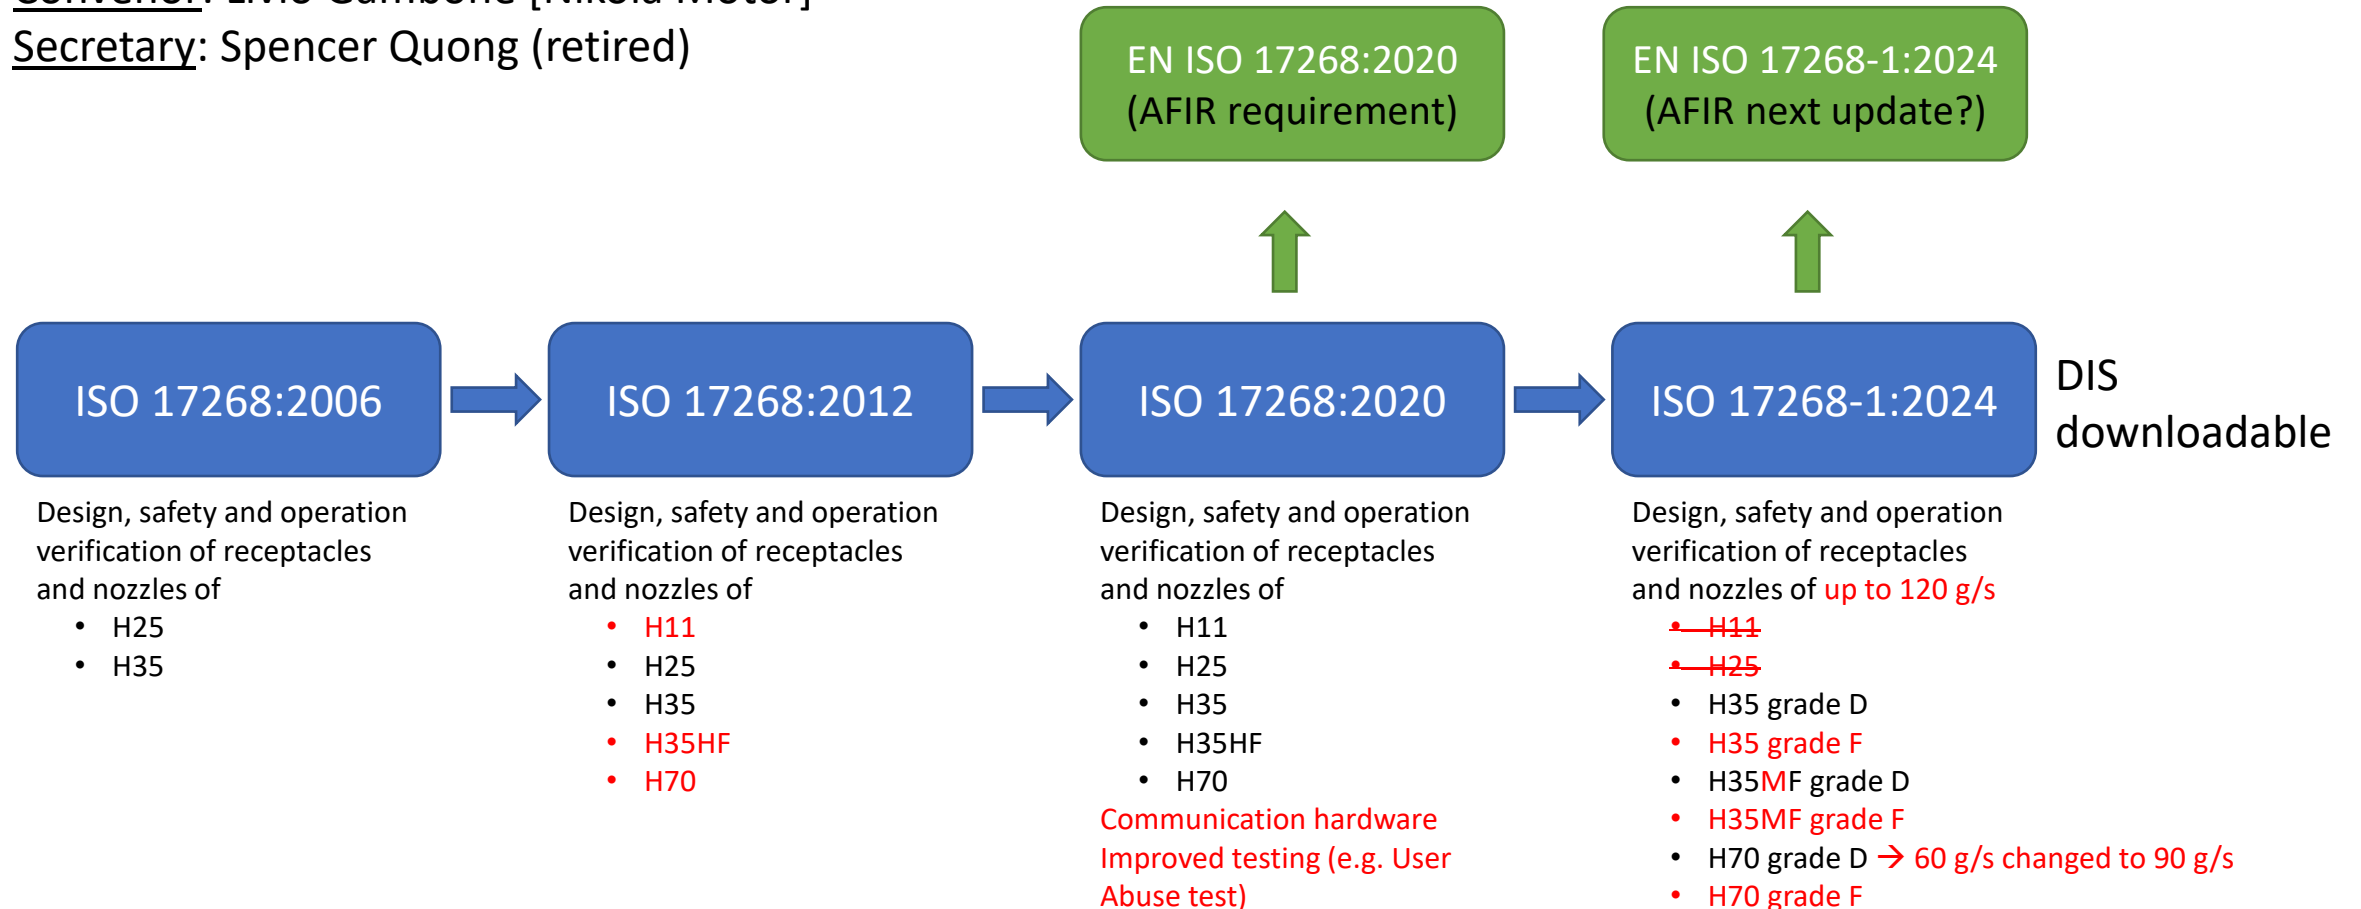 Convenor: Livio Gambone [Nikola Motor]
Secretary: Spencer Quong (retired)
EN ISO 17268:2020
(AFIR requirement)
EN ISO 17268-1:2024
(AFIR next update?)
ISO 17268:2006
ISO 17268:2012
ISO 17268:2020
ISO 17268-1:2024
DIS
downloadable
Design, safety and operation
verification of receptacles
and nozzles of
• H25
• H35
Design, safety and operation
verification of receptacles
and nozzles of
• H11
• H25
• H35
• H35HF
• H70
Design, safety and operation
verification of receptacles
and nozzles of
• H11
• H25
• H35
• H35HF
• H70
Communication hardware
Improved testing (e.g. User
Abuse test)
Design, safety and operation
verification of receptacles
and nozzles of up to 120 g/s
• H11
• H25
• H35 grade D
• H35 grade F
• H35MF grade D
• H35MF grade F
• H70 grade D → 60 g/s changed to 90 g/s
• H70 grade F